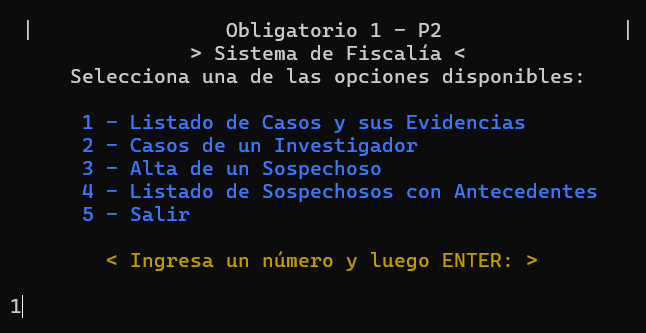 | Obligatorio 1 - P2 |
> Sistema de Fiscalía <
Selecciona una de las opciones disponibles:
1 - Listado de Casos y sus Evidencias
2 - Casos de un Investigador
3 - Alta de un Sospechoso
4 - Listado de Sospechosos con Antecedentes
5 - Salir
< Ingresa un número y luego ENTER: >
1